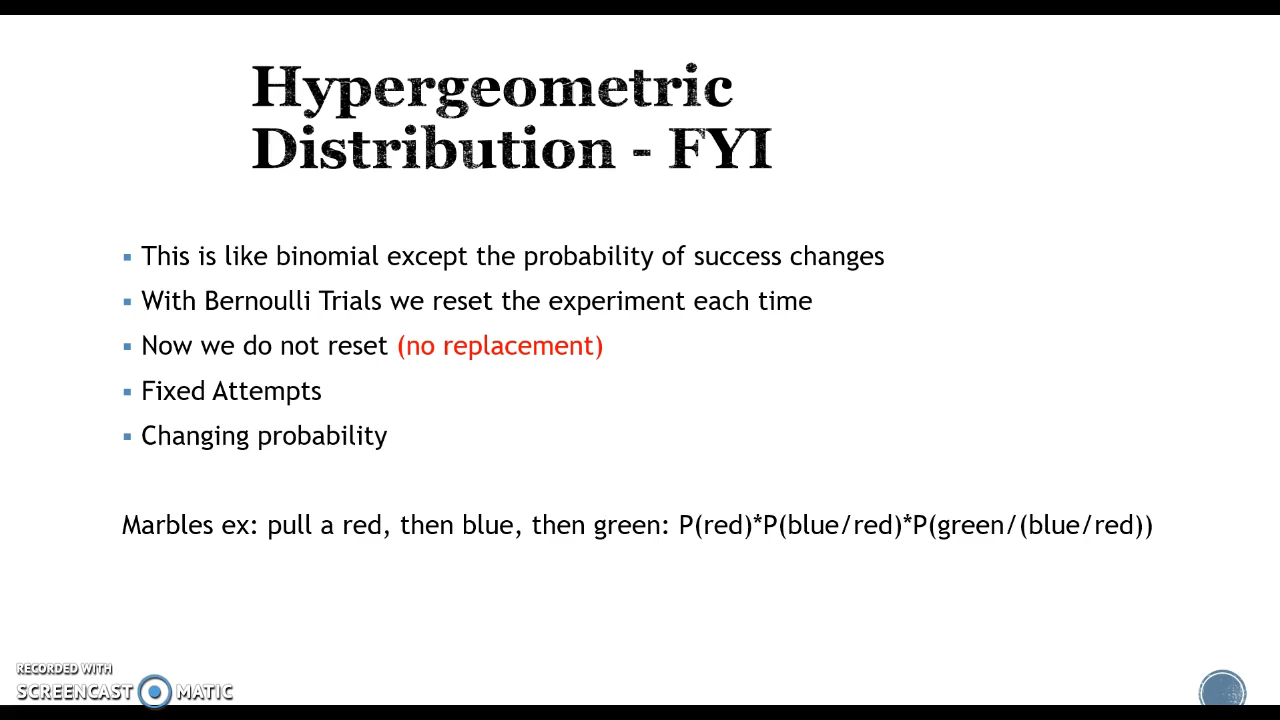 Hypergeometric
Distribution - FYI
This is like binomial except the probability of success changes
With Bernoulli Trials we reset the experiment each time
Now we do not reset (no replacement)
Fixed Attempts
Changing probability
Marbles ex: pull a red, then blue, then green: P(red)*P(blue/red)*P(green/(blue/red))
RECORDED WITH
SCREENCAST MATIC